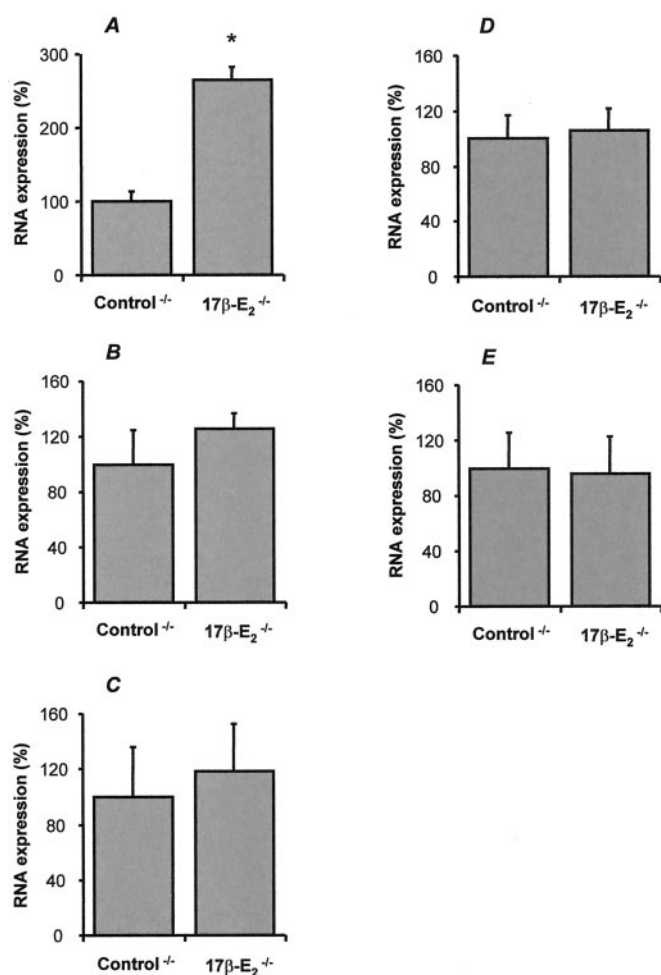 A
RNA expression (%)
300
*
200
100
0
Control -/-
17β-E2 -/-
B
RNA expression (%)
160
120
80
40
0
Control -/-
17β-E2 -/-
C
RNA expression (%)
160
120
80
40
0
Control -/-
17β-E2 -/-
D
RNA expression (%)
160
120
80
40
0
Control -/-
17β-E2 -/-
E
RNA expression (%)
160
120
80
40
0
Control -/-
17β-E2 -/-